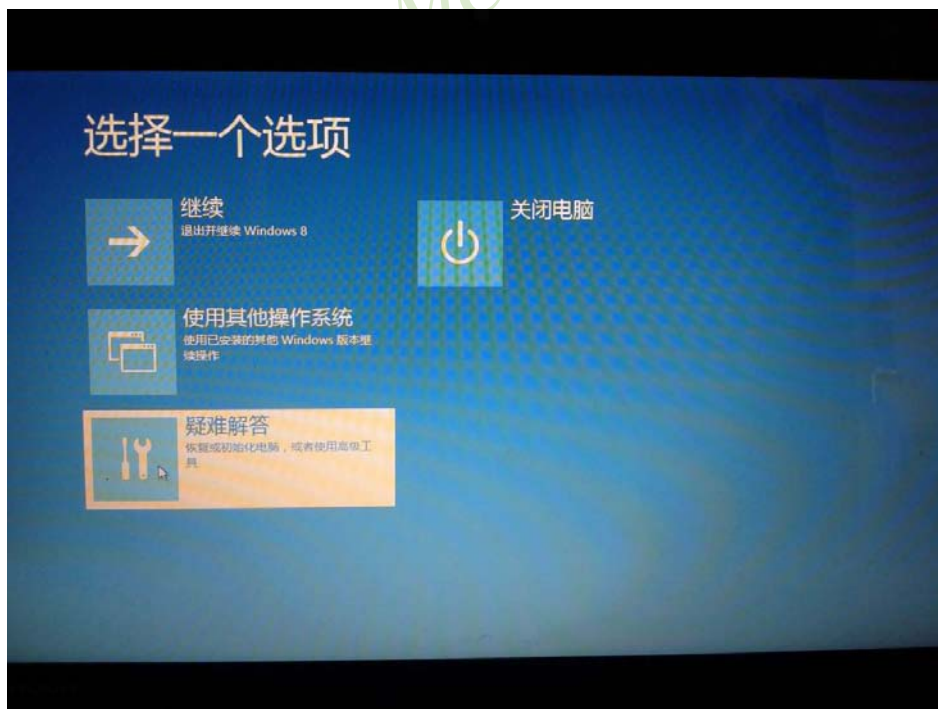 选择一个选项
继续
退出并继续 Windows 8
关闭电脑
使用其他操作系统
使用已安装的其他 Windows 版本继
续操作
疑难解答
恢复或初始化电脑，或者使用高级工
具